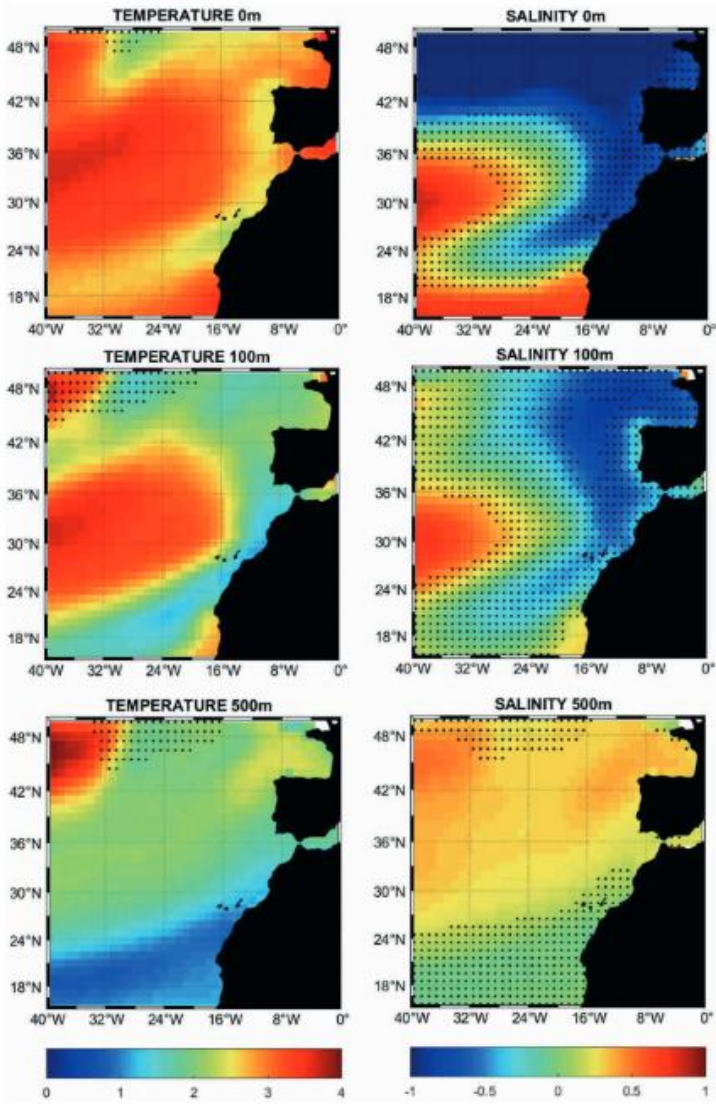 TEMPERATURE 0m
48°N
42°N
36°N
30°N
24°N
18°N
40°W 32°W 24°W 16°W 8°W 0°
SALINITY 0m
48°N
42°N
36°N
30°N
24°N
18°N
40°W 32°W 24°W 16°W 8°W 0°
TEMPERATURE 100m
48°N
42°N
36°N
30°N
24°N
18°N
40°W 32°W 24°W 16°W 8°W 0°
SALINITY 100m
48°N
42°N
36°N
30°N
24°N
18°N
40°W 32°W 24°W 16°W 8°W 0°
TEMPERATURE 500m
48°N
42°N
36°N
30°N
24°N
18°N
40°W 32°W 24°W 16°W 8°W 0°
SALINITY 500m
48°N
42°N
36°N
30°N
24°N
18°N
40°W 32°W 24°W 16°W 8°W 0°
0 1 2 3 4
-1 -0.5 0 0.5 1